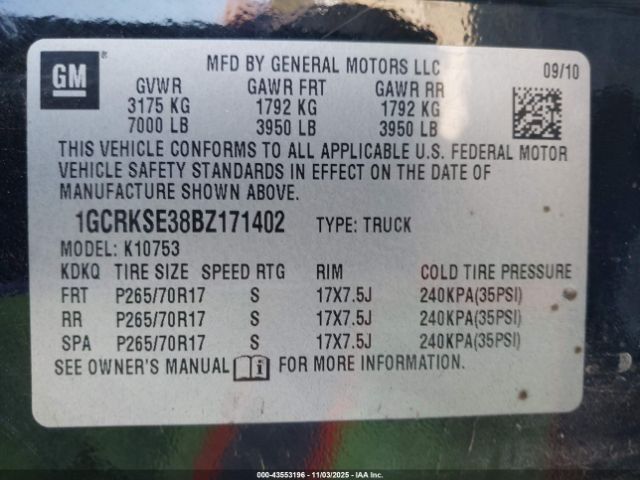 GM
MFD BY GENERAL MOTORS LLC
09/10
GVWR GAWR FRT GAWR RR
3175 KG 1792 KG 1792 KG
7000 LB 3950 LB 3950 LB
THIS VEHICLE CONFORMS TO ALL APPLICABLE U.S. FEDERAL MOTOR
VEHICLE SAFETY STANDARDS IN EFFECT ON THE DATE OF
MANUFACTURE SHOWN ABOVE.
1GCRKSE38BZ171402 TYPE: TRUCK
MODEL: K10753
KDKQ TIRE SIZE SPEED RTG RIM COLD TIRE PRESSURE
FRT P265/70R17 S 17X7.5J 240KPA(35PSI)
RR P265/70R17 S 17X7.5J 240KPA(35PSI)
SPA P265/70R17 S 17X7.5J 240KPA(35PSI)
SEE OWNER'S MANUAL FOR MORE INFORMATION.
000-43553196 - 11/03/2025 - IAA Inc.